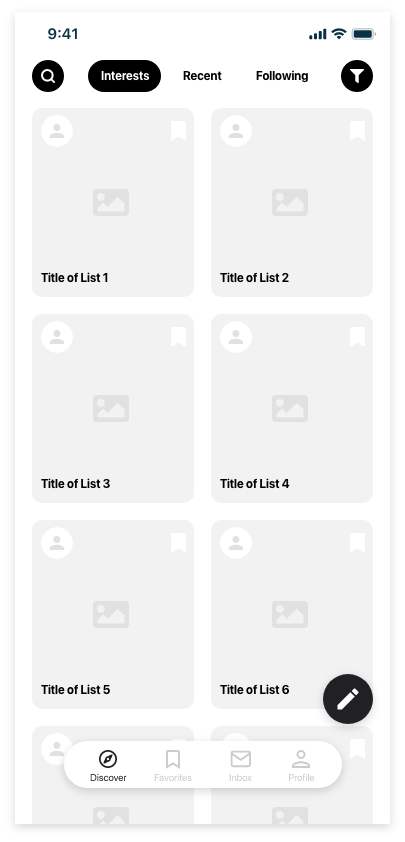 9:41
Interests Recent Following
Title of List 1
Title of List 2
Title of List 3
Title of List 4
Title of List 5
Title of List 6
Discover Favorites Inbox Profile